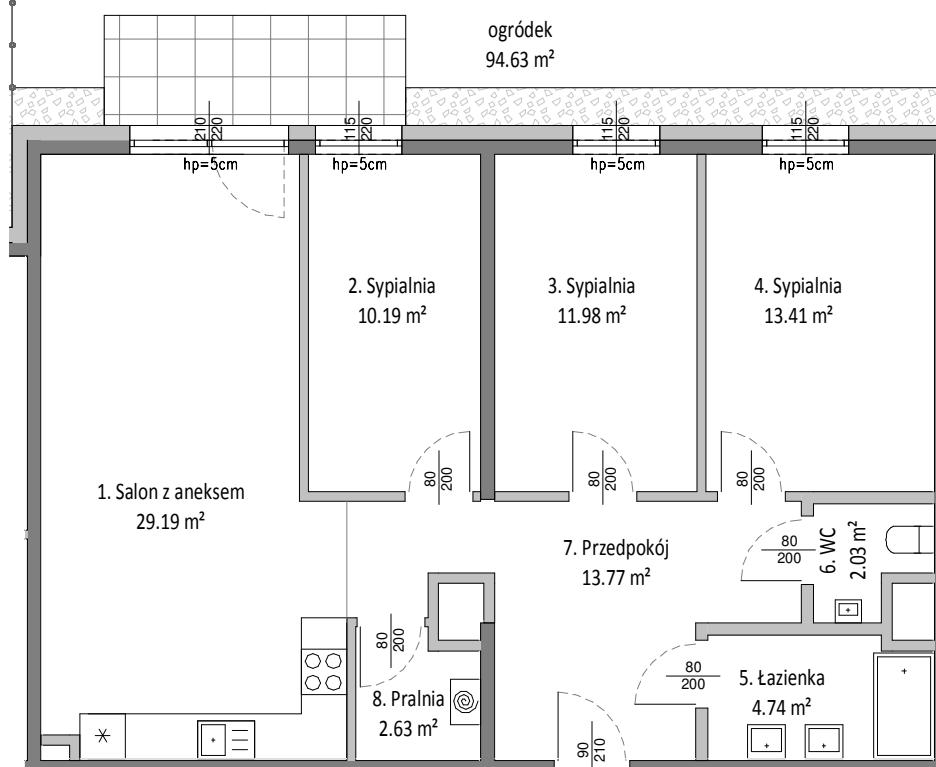 ogródek
94.63 m²
210
220
hp=5cm
115
220
hp=5cm
115
220
hp=5cm
115
220
hp=5cm
2. Sypialnia
10.19 m²
3. Sypialnia
11.98 m²
4. Sypialnia
13.41 m²
80
200
80
200
80
200
1. Salon z aneksem
29.19 m²
7. Przedpokój
13.77 m²
80
200
6. WC
2.03 m²
80
200
80
200
8. Pralnia
2.63 m²
5. Łazienka
4.74 m²
90
210